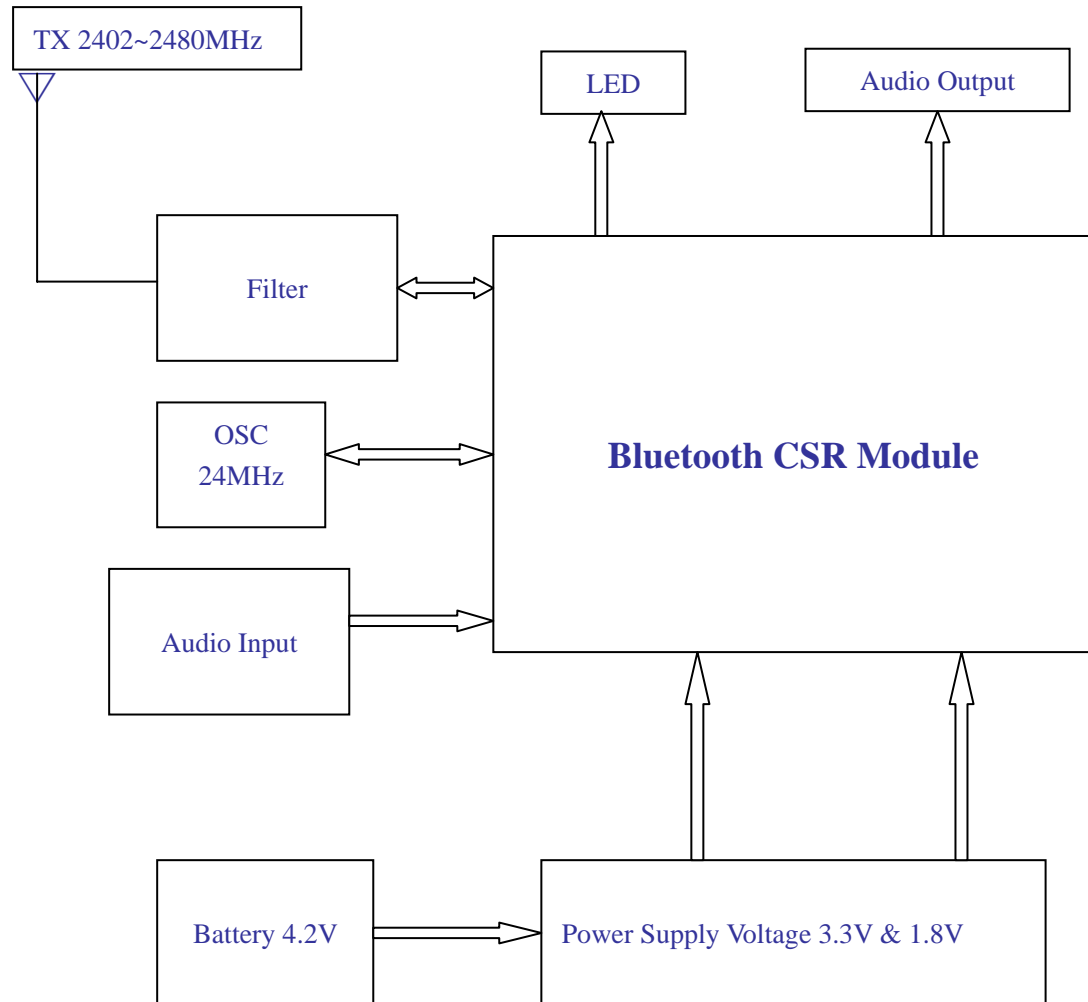 TX 2402~2480MHz
LED
Audio Output
Filter
OSC
24MHz
Bluetooth CSR Module
Audio Input
Battery 4.2V
Power Supply Voltage 3.3V & 1.8V